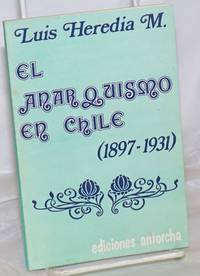 Luis Heredia M.
EL
ANARQUISMO
EN CHILE
(1897-1931)
ediciones antorcha